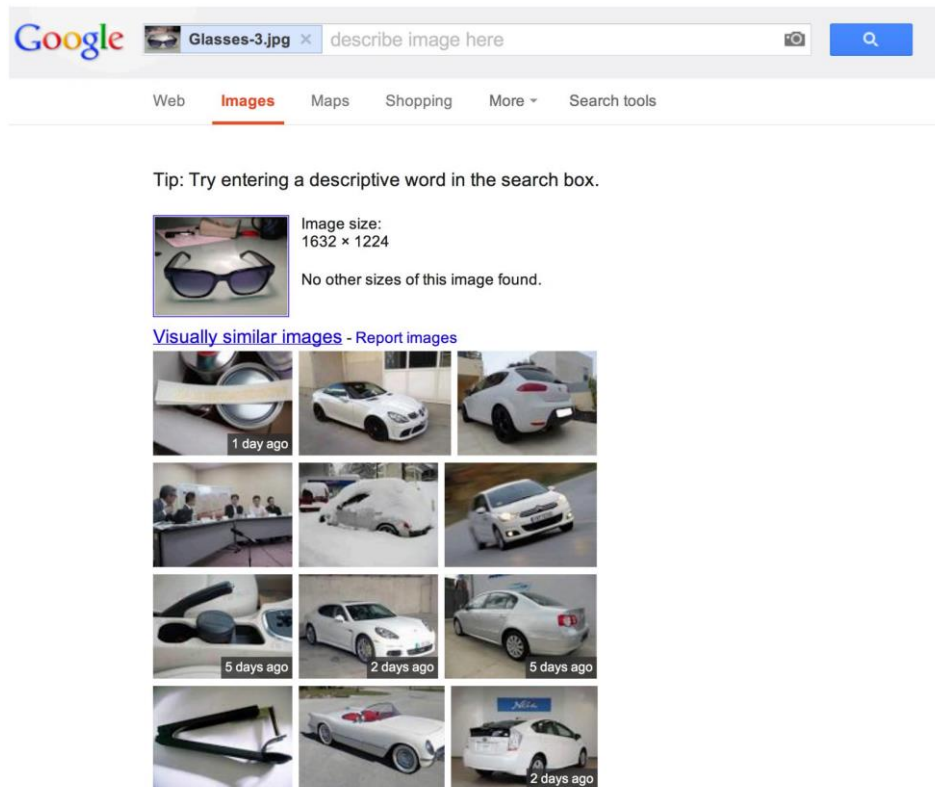 Google Glasses-3.jpg × describe image here
Web Images Maps Shopping More Search tools
Tip: Try entering a descriptive word in the search box.
Image size:
1632 × 1224
No other sizes of this image found.
Visually similar images - Report images
1 day ago
5 days ago 2 days ago 5 days ago
2 days ago